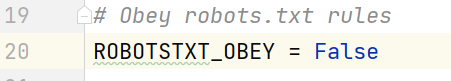 19 # Obey robots.txt rules
20 ROBOTSTXT_OBEY = False